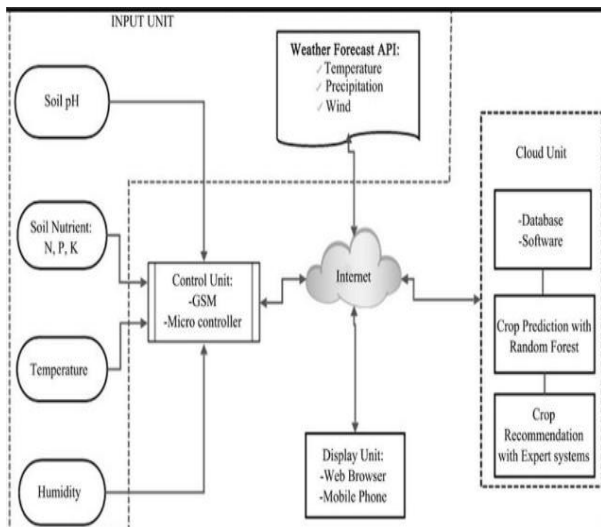 INPUT UNIT
Weather Forecast API:
✓Temperature
✓Precipitation
✓Wind
Soil pH
Cloud Unit
-Database
-Software
Soil Nutrient:
N, P, K
Control Unit:
-GSM
-Micro controller
Internet
Crop Prediction with
Random Forest
Temperature
Crop
Recommendation
with Expert systems
Display Unit:
-Web Browser
-Mobile Phone
Humidity